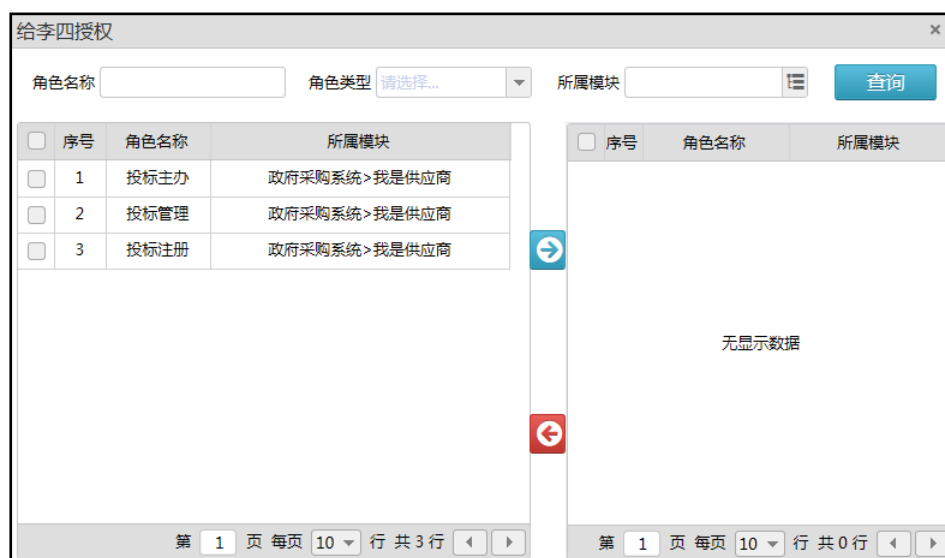 给李四授权 ×
角色名称 角色类型 请选择... 所属模块 查询
序号 角色名称 所属模块 序号 角色名称 所属模块
1 投标主办 政府采购系统>我是供应商
2 投标管理 政府采购系统>我是供应商
3 投标注册 政府采购系统>我是供应商
无显示数据
第 1 页 每页 10 行 共3行 第 1 页 每页 10 行 共0行